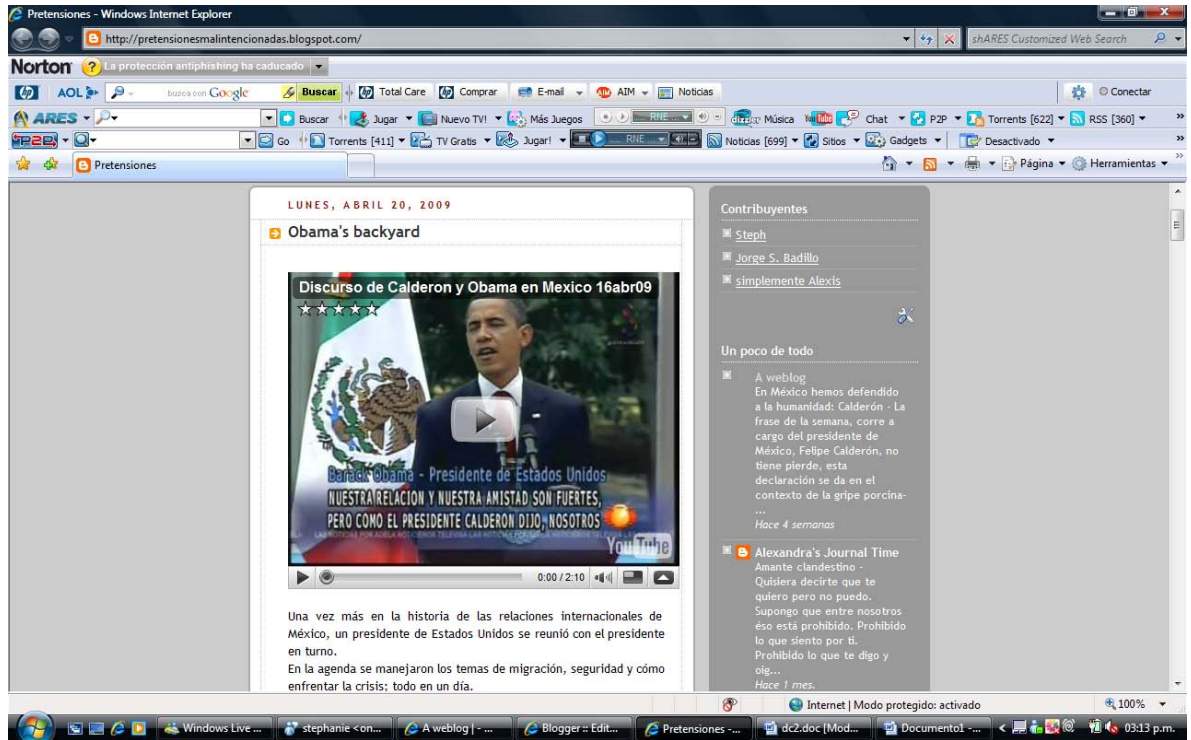 Pretensiones - Windows Internet Explorer
http://pretensionesmalintencionadas.blogspot.com/
shARES Customized Web Search
Norton
La protección antiphishing ha caducado
AOL
busca con Google
Buscar
Total Care
Comprar
E-mail
AIM
Noticias
Conectar
ARES
Buscar
Jugar
Nuevo TV!
Más Juegos
RNE
Música
YouTube
Chat
P2P
Torrents [622]
RSS [360]
»
P2P
Go
Torrents [411]
TV Gratis
Jugar!
RNE
Noticias [699]
Sitios
Gadgets
Desactivado
»
Pretensiones
Página
Herramientas
»
LUNES, ABRIL 20, 2009
Obama's backyard
Discurso de Calderon y Obama en Mexico 16abr09
Barack Obama - Presidente de Estados Unidos
NUESTRA RELACION Y NUESTRA AMISTAD SON FUERTES,
PERO COMO EL PRESIDENTE CALDERON DIJO, NOSOTROS
YouTube
0:00 / 2:10
Una vez más en la historia de las relaciones internacionales de
México, un presidente de Estados Unidos se reunió con el presidente
en turno.
En la agenda se manejaron los temas de migración, seguridad y cómo
enfrentar la crisis; todo en un día.
Contribuyentes
Steph
Jorge S. Badillo
simplemente Alexis
Un poco de todo
A weblog
En México hemos defendido
a la humanidad: Calderón - La
frase de la semana, corre a
cargo del presidente de
México, Felipe Calderón, no
tiene pierde, esta
declaración se da en el
contexto de la gripe porcina-
...
Hace 4 semanas
Alexandra's Journal Time
Amante clandestino -
Quisiera decirte que te
quiero pero no puedo.
Supongo que entre nosotros
éso está prohibido. Prohibido
lo que siento por ti.
Prohibido lo que te digo y
oig...
Hace 1 mes.
Internet | Modo protegido: activado
100%
Windows Live ...
stephanie <on...
A weblog | - ...
Blogger :: Edit...
Pretensiones -...
dc2.doc [Mod...
Documento1 -...
03:13 p.m.